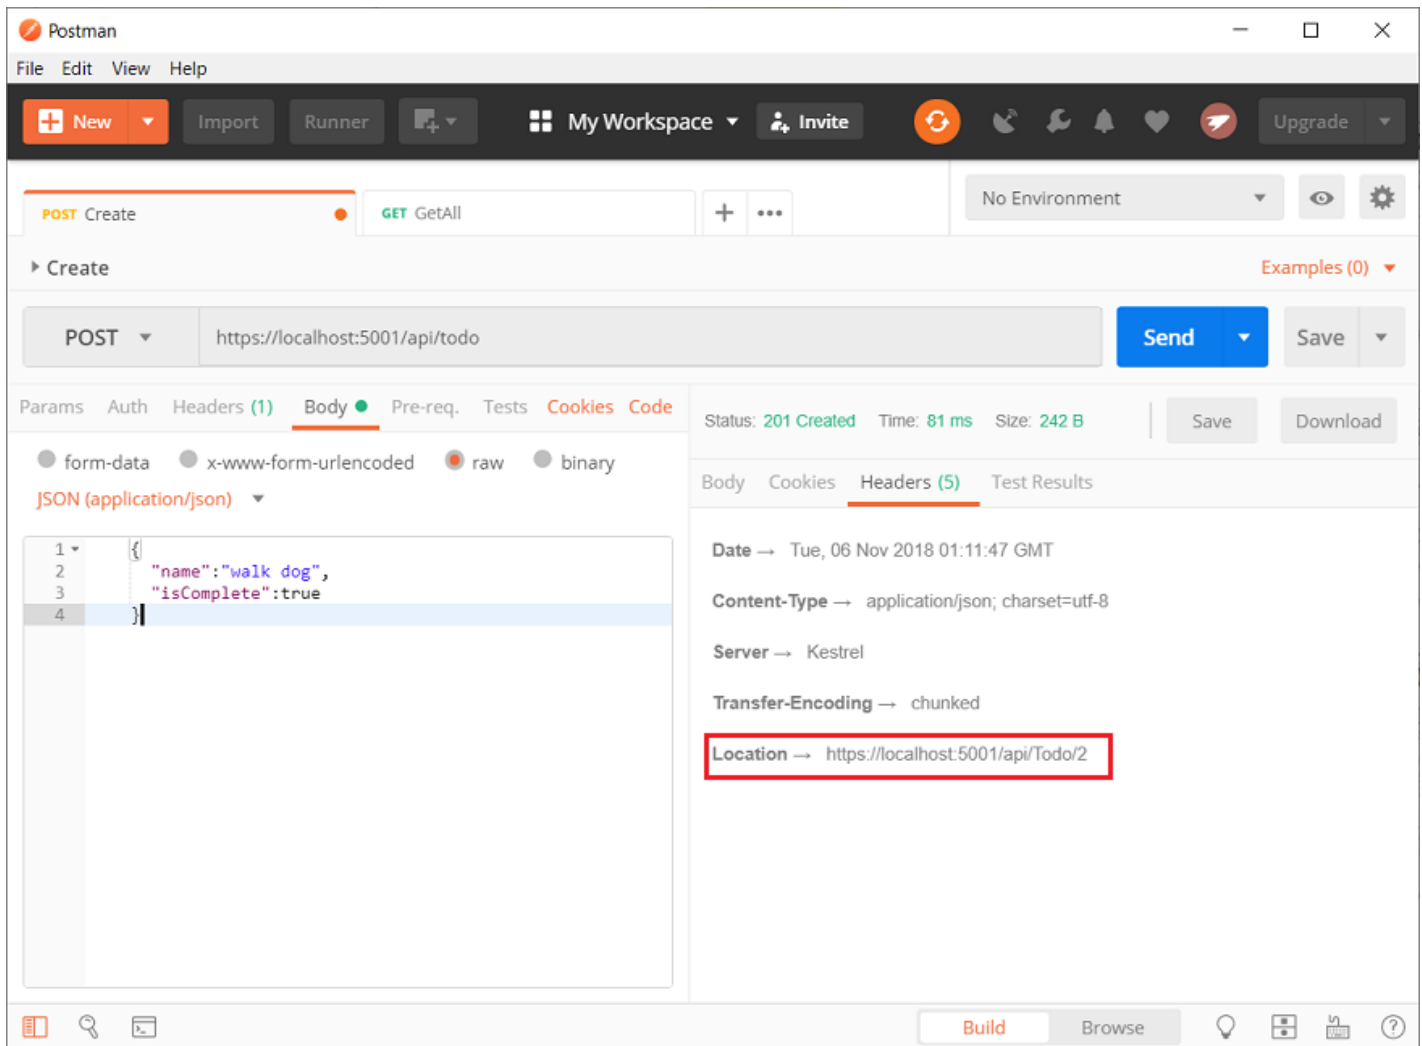 Postman
File Edit View Help
New Import Runner My Workspace Invite Upgrade
POST Create GET GetAll No Environment
Create Examples (0)
POST https://localhost:5001/api/todo Send Save
Params Auth Headers (1) Body Pre-req. Tests Cookies Code
form-data x-www-form-urlencoded raw binary
JSON (application/json)
1 {
2 "name":"walk dog",
3 "isComplete":true
4 }
Status: 201 Created Time: 81 ms Size: 242 B Save Download
Body Cookies Headers (5) Test Results
Date → Tue, 06 Nov 2018 01:11:47 GMT
Content-Type → application/json; charset=utf-8
Server → Kestrel
Transfer-Encoding → chunked
Location → https://localhost:5001/api/Todo/2
Build Browse